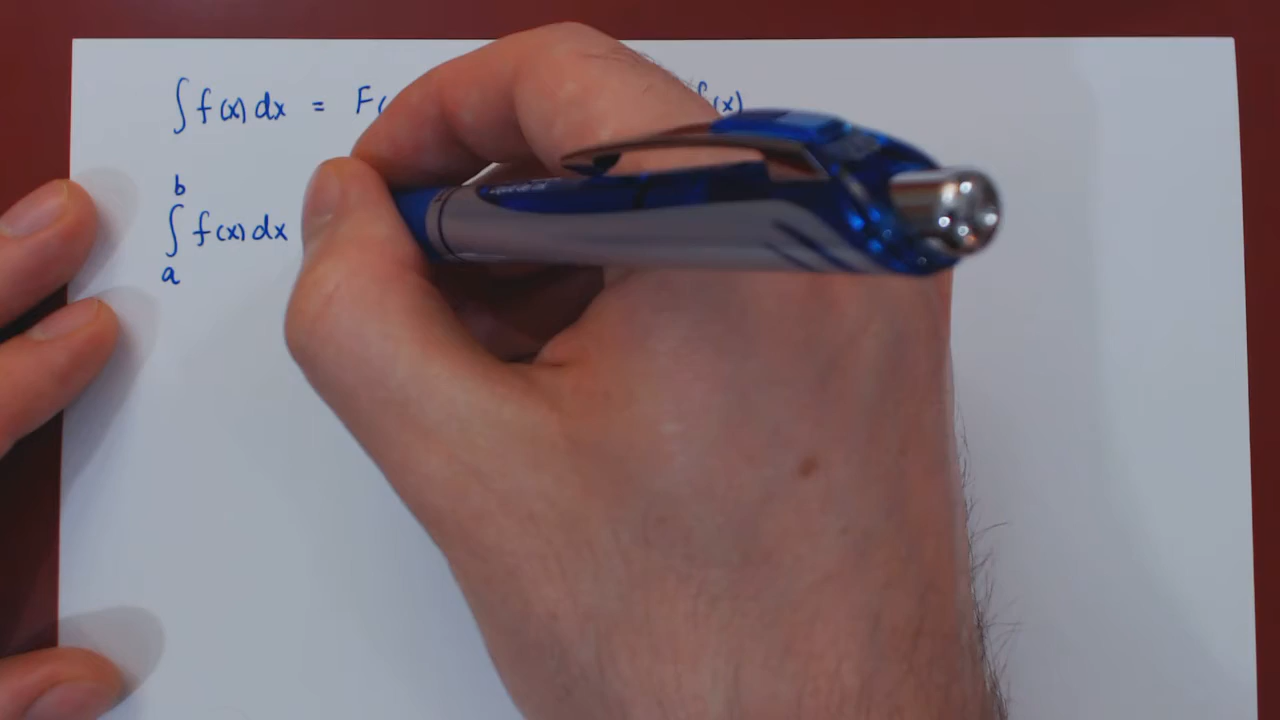 ∫ f(x) dx = F( f(x)
b
∫ f(x) dx
a